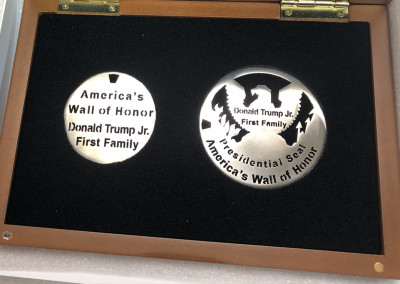 America's
Wall of Honor
Donald Trump Jr.
First Family
Donald Trump Jr.
First Family
Presidential Seal
America's Wall of Honor